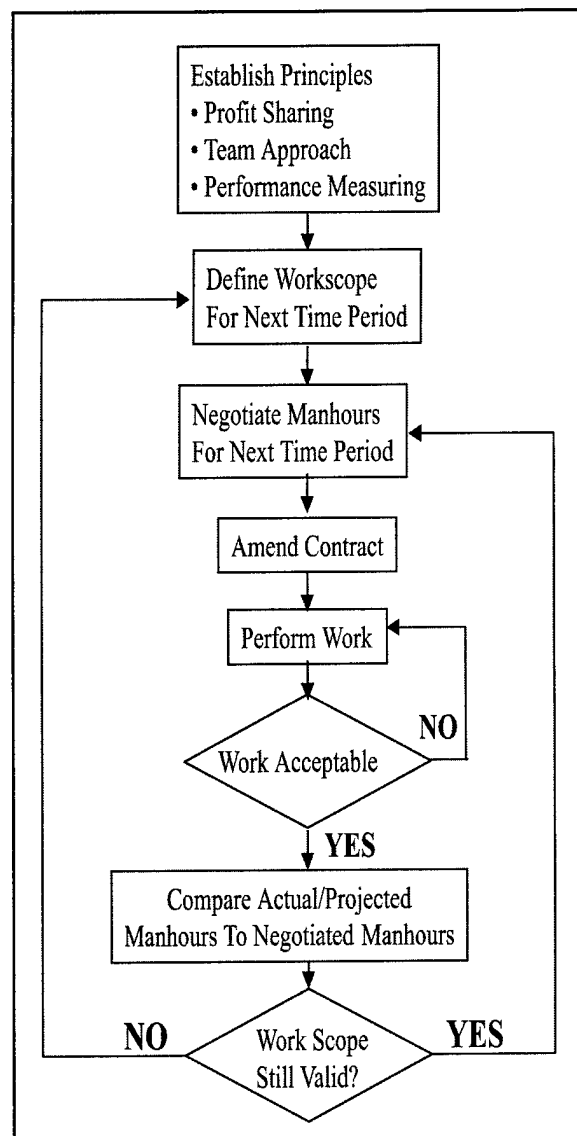 Establish Principles
• Profit Sharing
• Team Approach
• Performance Measuring
Define Workscope
For Next Time Period
Negotiate Manhours
For Next Time Period
Amend Contract
Perform Work
NO
Work Acceptable
YES
Compare Actual/Projected
Manhours To Negotiated Manhours
NO
YES
Work Scope
Still Valid?